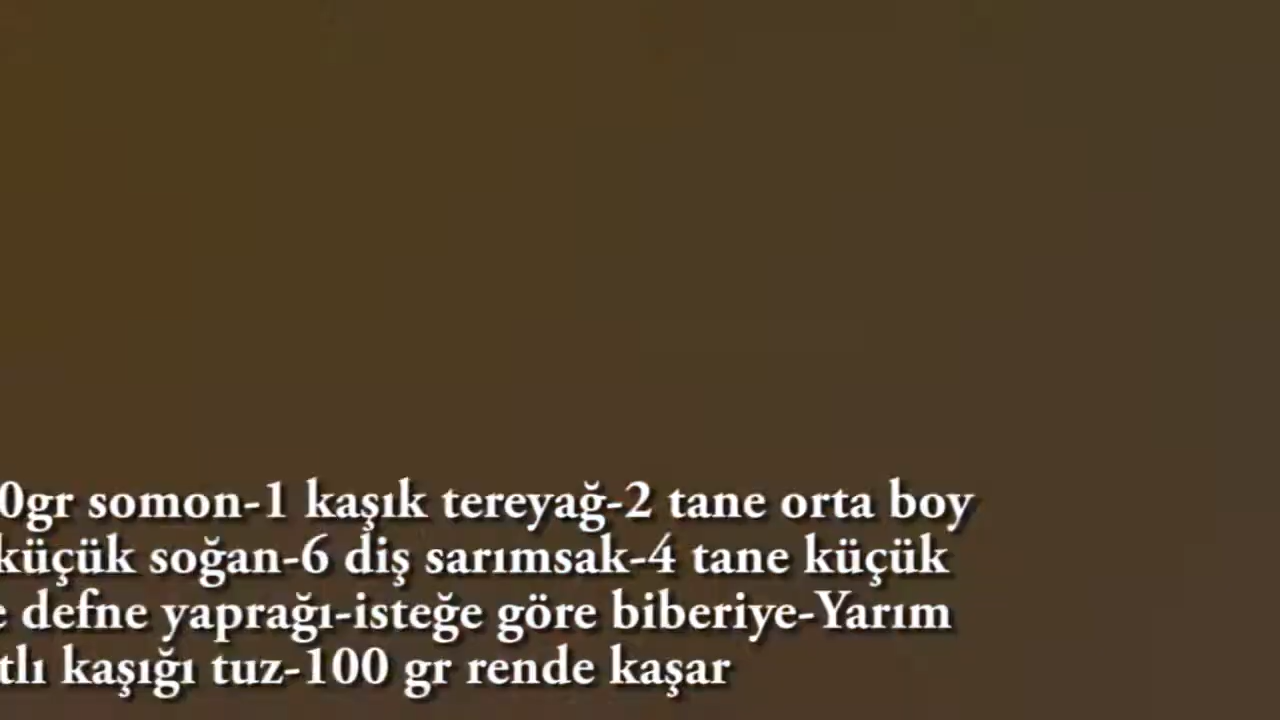 0gr somon-1 kaşık tereyağ-2 tane orta boy
küçük soğan-6 diş sarımsak-4 tane küçük
defne yaprağı-isteğe göre biberiye-Yarım
kaşığı tuz-100 gr rende kaşar